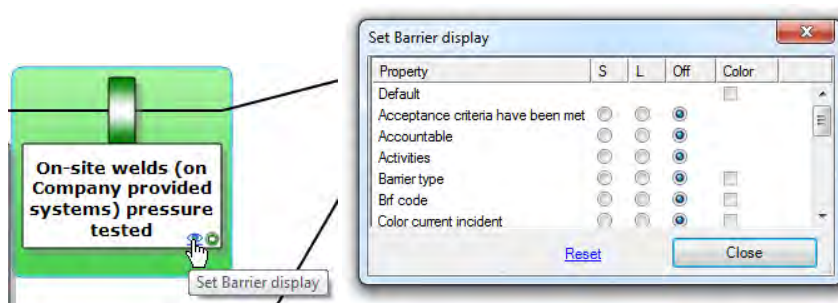 On-site welds (on
Company provided
systems) pressure
tested
Set Barrier display
Set Barrier display
Property S L Off Color
Default
Acceptance criteria have been met
Accountable
Activities
Barrier type
Brf code
Color current incident
Reset Close